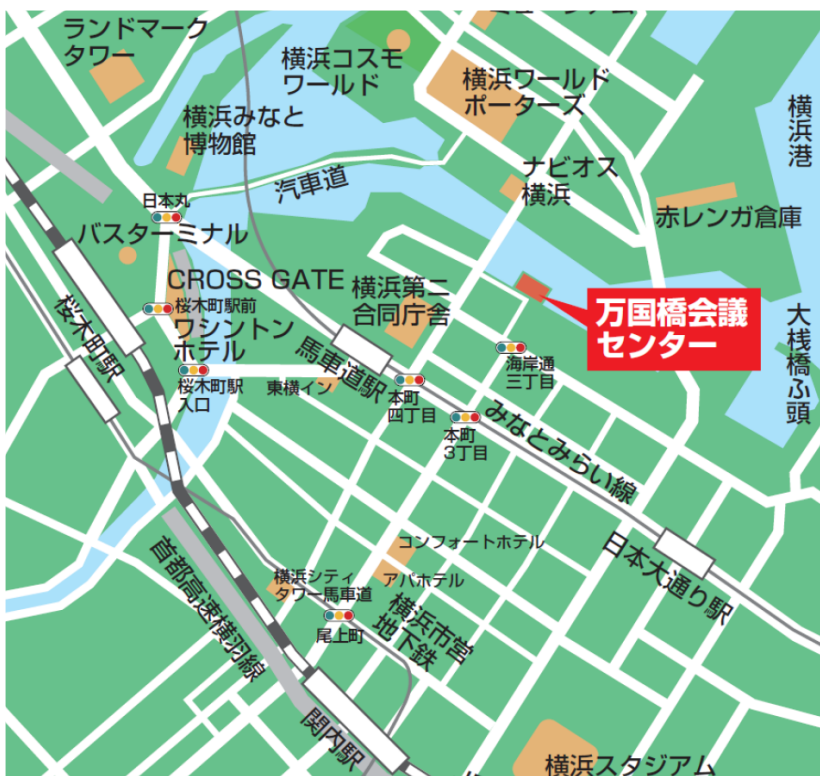 ミュージアム
ランドマーク
タワー
横浜コスモ
ワールド
横浜ワールド
ポーターズ
横浜みなと
博物館
横浜港
ナビオス
横浜
汽車道
日本丸
赤レンガ倉庫
バスターミナル
CROSS GATE
桜木町駅前
横浜第二
合同庁舎
万国橋会議
センター
ワシントン
ホテル
桜木町駅
馬車道駅
海岸通
三丁目
大桟橋ふ頭
桜木町駅
入口
東横イン
本町
四丁目
本町
3丁目
みなとみらい線
コンフォートホテル
日本大通り駅
首都高速横羽線
横浜シティ
タワー馬車道
アパホテル
横浜市営
地下鉄
尾上町
関内駅
横浜スタジアム